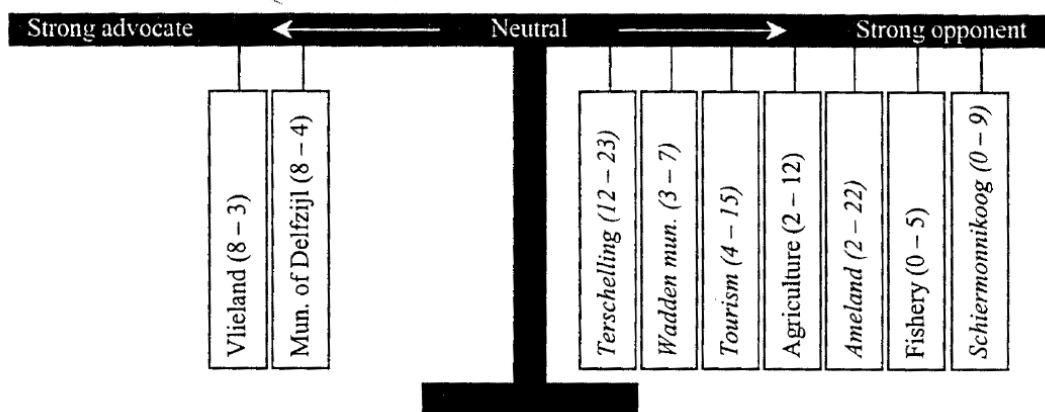 Strong advocate
Neutral
Strong opponent
Vlieland (8 – 3)
Mun. of Delfzijl (8 – 4)
Terschelling (12 – 23)
Wadden mun. (3 – 7)
Tourism (4 – 15)
Agriculture (2 – 12)
Ameland (2 – 22)
Fishery (0 – 5)
Schiermonnikoog (0 – 9)